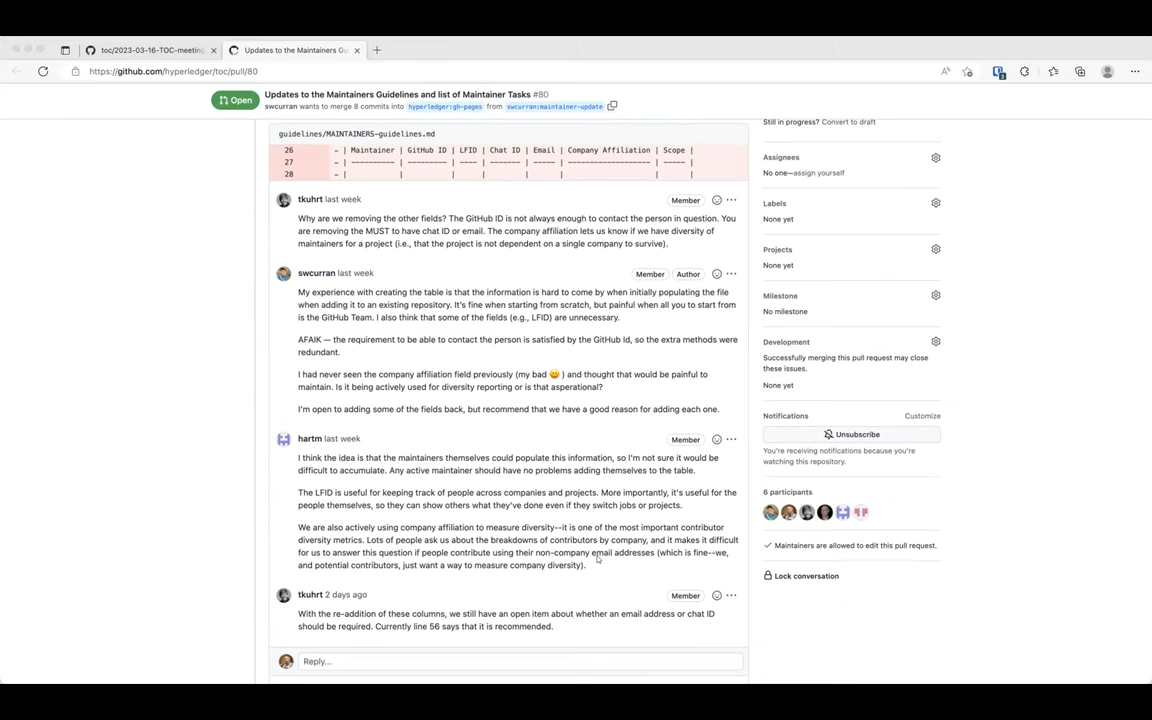 toc/2023-03-16-TOC-meeting
Updates to the Maintainers Gu
https://github.com/hyperledger/toc/pull/80
Open
Updates to the Maintainers Guidelines and list of Maintainer Tasks #80
swcurran wants to merge 8 commits into hyperledger:gh-pages from swcurran:maintainer-update
guidelines/MAINTAINERS-guidelines.md
26 - | Maintainer | GitHub ID | LFID | Chat ID | Email | Company Affiliation | Scope |
27 - |------------|-----------|------|---------|-------|---------------------|-------|
28 - | | | | | | | |
tkuhrt last week
Member
Why are we removing the other fields? The GitHub ID is not always enough to contact the person in question. You
are removing the MUST to have chat ID or email. The company affiliation lets us know if we have diversity of
maintainers for a project (i.e., that the project is not dependent on a single company to survive).
swcurran last week
Member Author
My experience with creating the table is that the information is hard to come by when initially populating the file
when adding it to an existing repository. It's fine when starting from scratch, but painful when all you to start from
is the GitHub Team. I also think that some of the fields (e.g., LFID) are unnecessary.
AFAIK — the requirement to be able to contact the person is satisfied by the GitHub Id, so the extra methods were
redundant.
I had never seen the company affiliation field previously (my bad 😄 ) and thought that would be painful to
maintain. Is it being actively used for diversity reporting or is that asperational?
I'm open to adding some of the fields back, but recommend that we have a good reason for adding each one.
hartm last week
Member
I think the idea is that the maintainers themselves could populate this information, so I'm not sure it would be
difficult to accumulate. Any active maintainer should have no problems adding themselves to the table.
The LFID is useful for keeping track of people across companies and projects. More importantly, it's useful for the
people themselves, so they can show others what they've done even if they switch jobs or projects.
We are also actively using company affiliation to measure diversity--it is one of the most important contributor
diversity metrics. Lots of people ask us about the breakdowns of contributors by company, and it makes it difficult
for us to answer this question if people contribute using their non-company email addresses (which is fine--we,
and potential contributors, just want a way to measure company diversity).
tkuhrt 2 days ago
Member
With the re-addition of these columns, we still have an open item about whether an email address or chat ID
should be required. Currently line 56 says that it is recommended.
Reply...
Still in progress? Convert to draft
Assignees
No one—assign yourself
Labels
None yet
Projects
None yet
Milestone
No milestone
Development
Successfully merging this pull request may close
these issues.
None yet
Notifications
Customize
Unsubscribe
You're receiving notifications because you're
watching this repository.
6 participants
Maintainers are allowed to edit this pull request.
Lock conversation